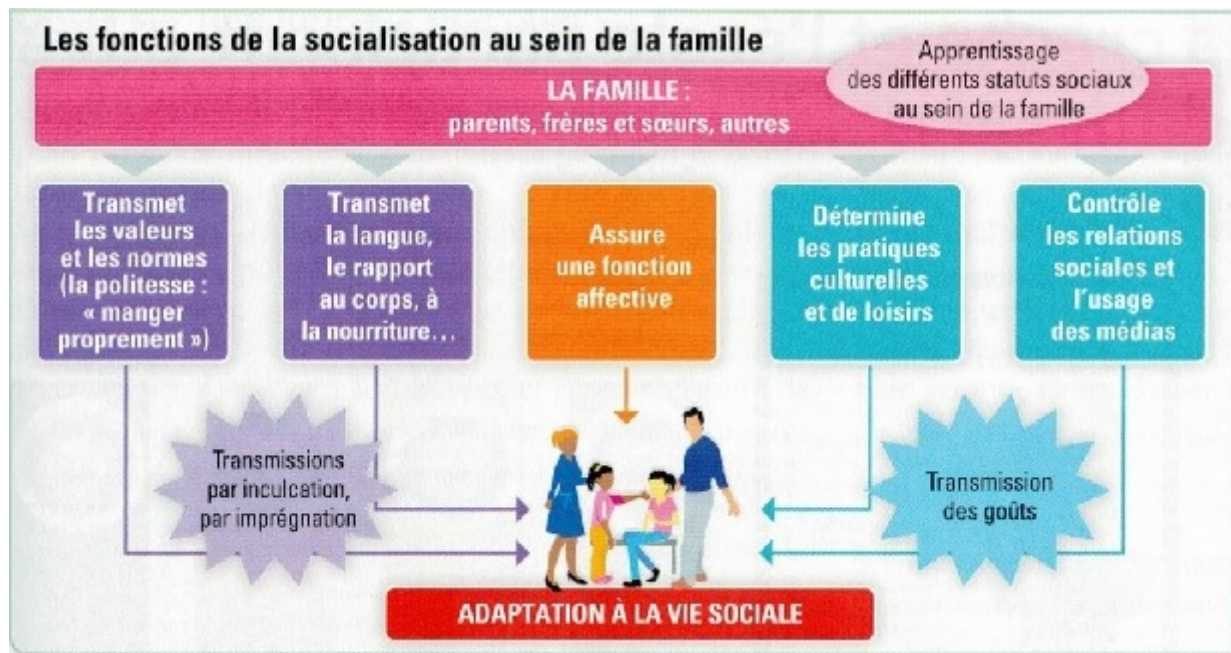 Les fonctions de la socialisation au sein de la famille
Apprentissage
des différents statuts sociaux
au sein de la famille
LA FAMILLE :
parents, frères et sœurs, autres
Transmet
les valeurs
et les normes
(la politesse :
« manger
proprement »)
Transmet
la langue,
le rapport
au corps, à
la nourriture…
Assure
une fonction
affective
Détermine
les pratiques
culturelles
et de loisirs
Contrôle
les relations
sociales et
l'usage
des médias
Transmissions
par inculcation,
par imprégnation
Transmission
des goûts
ADAPTATION À LA VIE SOCIALE